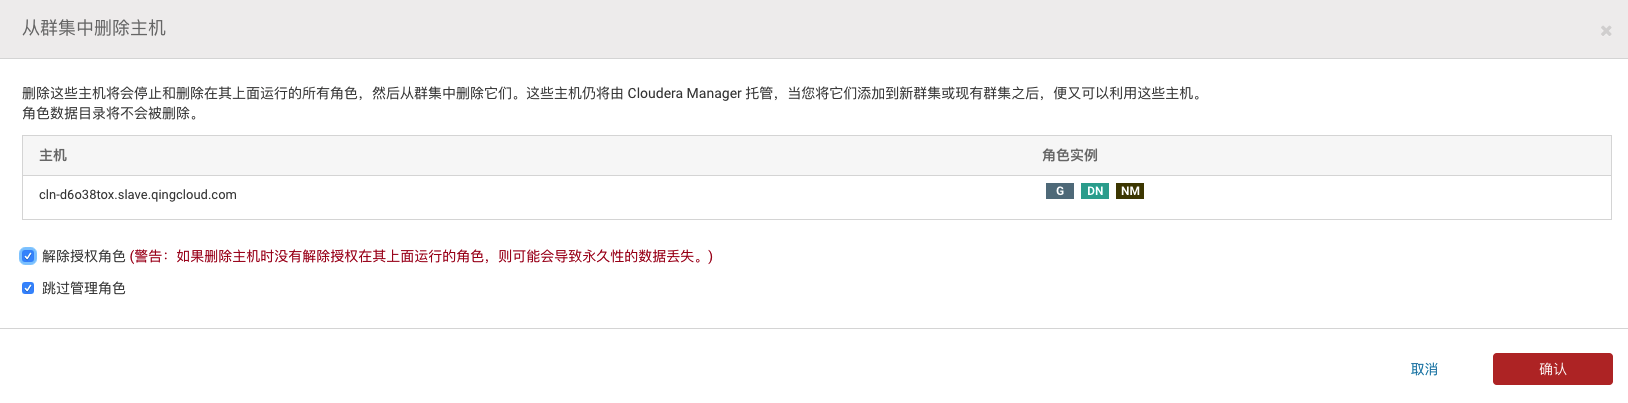 从群集中删除主机
删除这些主机将会停止和删除在其上面运行的所有角色，然后从群集中删除它们。这些主机仍将由 Cloudera Manager 托管，当您将它们添加到新群集或现有群集之后，便又可以利用这些主机。
角色数据目录将不会被删除。
主机 角色实例
cln-d6o38tox.slave.qingcloud.com G DN NM
解除授权角色 (警告：如果删除主机时没有解除授权在其上面运行的角色，则可能会导致永久性的数据丢失。)
跳过管理角色
取消 确认